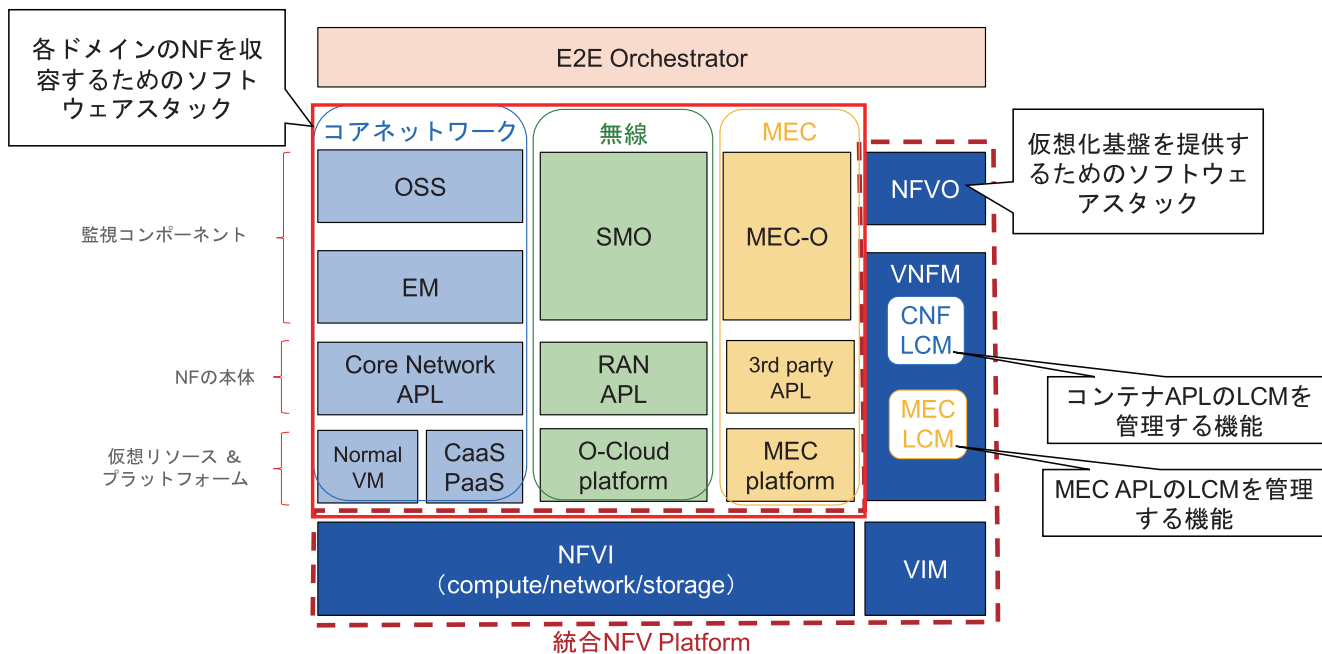 各ドメインのNFを収
容するためのソフト
ウェアスタック
E2E Orchestrator
コアネットワーク
無線
MEC
仮想化基盤を提供す
るためのソフトウェ
アスタック
監視コンポーネント
OSS
EM
SMO
MEC-O
NFVO
VNFM
CNF
LCM
MEC
LCM
コンテナAPLのLCMを
管理する機能
MEC APLのLCMを管理
する機能
NFの本体
Core Network
APL
RAN
APL
3rd party
APL
仮想リソース &
プラットフォーム
Normal
VM
CaaS
PaaS
O-Cloud
platform
MEC
platform
NFVI
（compute/network/storage）
VIM
統合NFV Platform